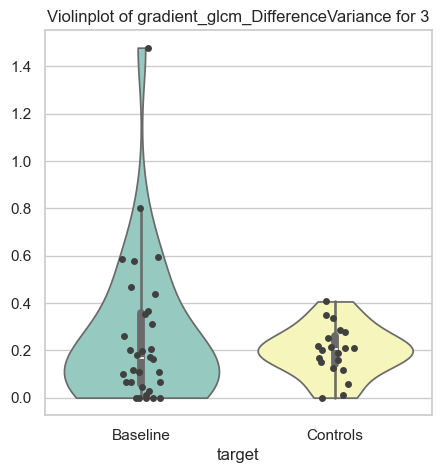 Violinplot of gradient_glcm_DifferenceVariance for 3
1.4
1.2
1.0
0.8
0.6
0.4
0.2
0.0
Baseline Controls
target